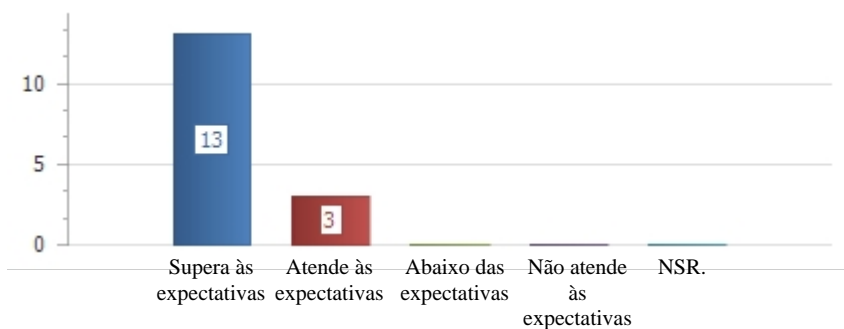 10
13
5
3
0
Supera às expectativas
Atende às expectativas
Abaixo das expectativas
Não atende às expectativas
NSR.